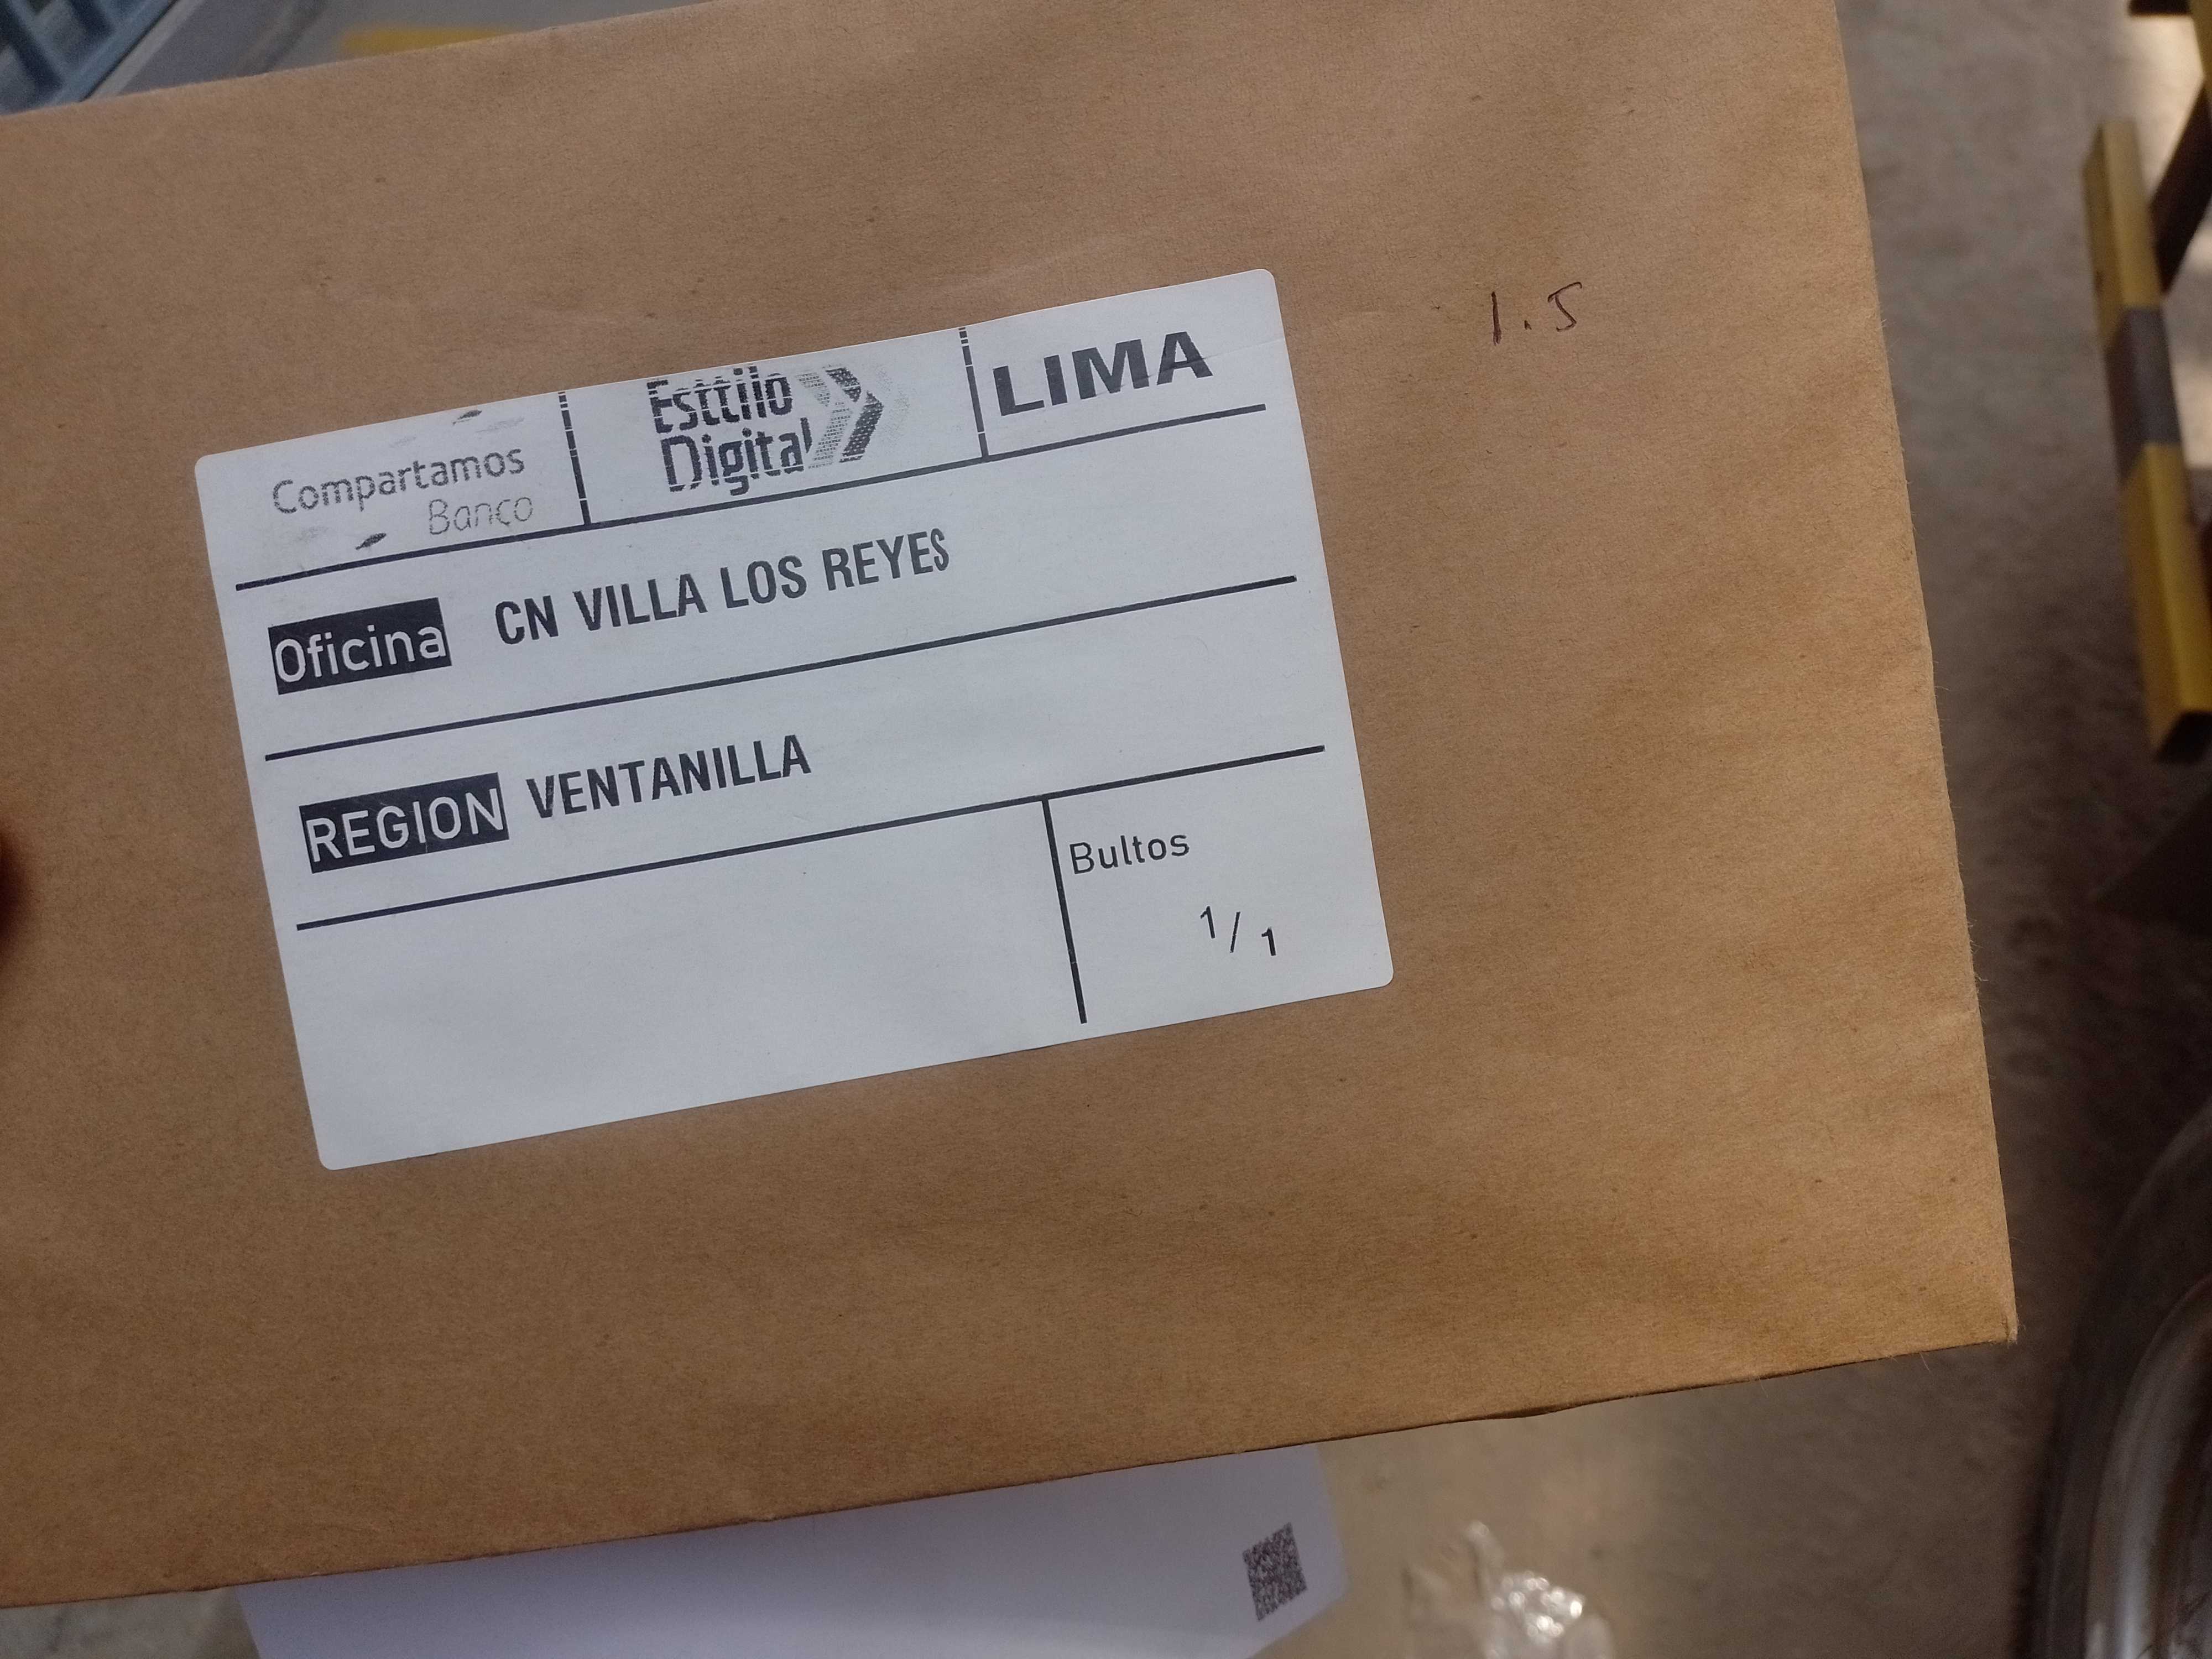 Compartamos
Banco
Esttilo
Digital
LIMA
1.5
Oficina CN VILLA LOS REYES
REGION VENTANILLA
Bultos
1/1